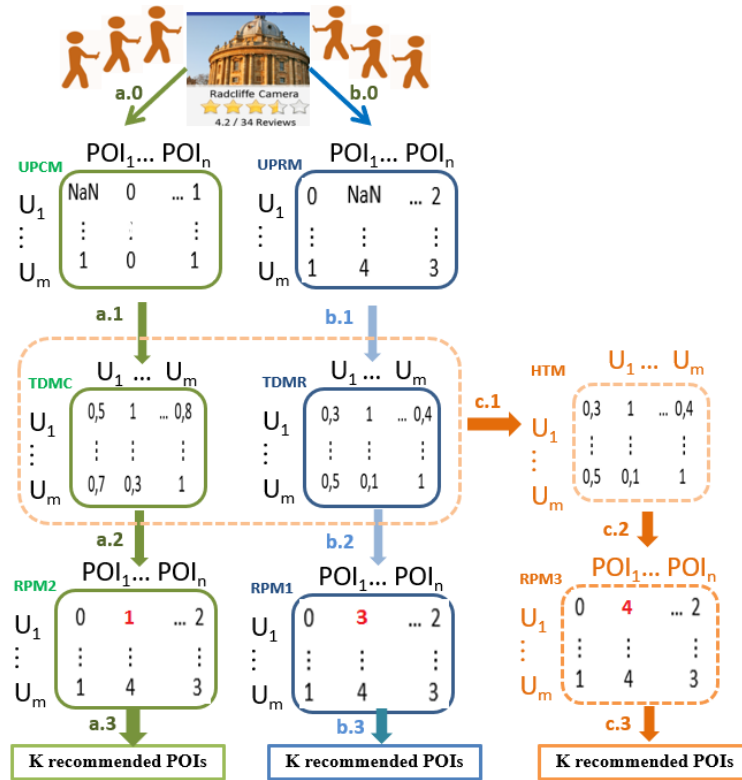 Radcliffe Camera
4.2 / 34 Reviews
a.0
b.0
UPCM
POI1... POIn
U1
⋮
Um
NaN 0 ... 1
⋮ ⋮ ⋮
1 0 1
UPRM
POI1... POIn
0 NaN ... 2
⋮ ⋮ ⋮
1 4 3
a.1
b.1
TDMC
U1 ... Um
U1
⋮
Um
0,5 1 ... 0,8
⋮ ⋮ ⋮
0,7 0,3 1
TDMR
U1 ... Um
U1
⋮
Um
0,3 1 ... 0,4
⋮ ⋮ ⋮
0,5 0,1 1
c.1
HTM
U1 ... Um
U1
⋮
Um
0,3 1 ... 0,4
⋮ ⋮ ⋮
0,5 0,1 1
a.2
b.2
c.2
RPM2
POI1... POIn
U1
⋮
Um
0 1 ... 2
⋮ ⋮ ⋮
1 4 3
RPM1
POI1... POIn
U1
⋮
Um
0 3 ... 2
⋮ ⋮ ⋮
1 4 3
RPM3
POI1... POIn
U1
⋮
Um
0 4 ... 2
⋮ ⋮ ⋮
1 4 3
a.3
b.3
c.3
K recommended POIs
K recommended POIs
K recommended POIs